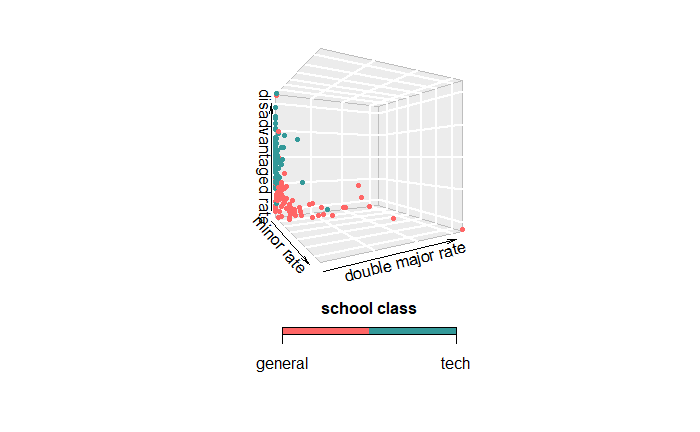 disadvantaged rate
minor rate
double major rate
school class
general
tech